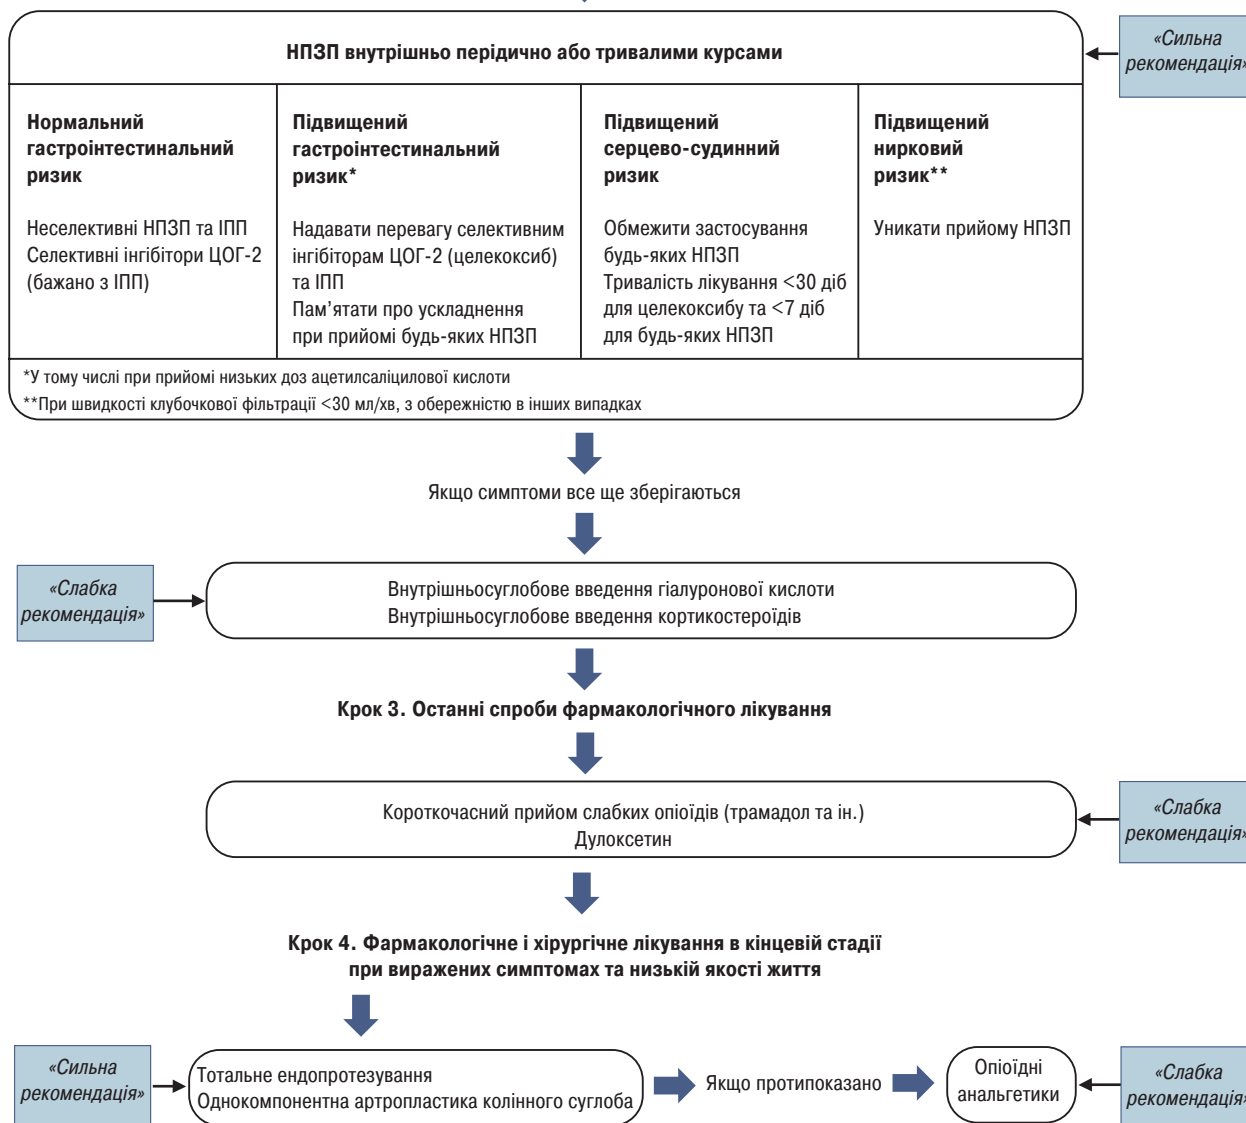 НПЗП внутрішньо перідично або тривалими курсами
«Сильна
рекомендація»
Нормальний
гастроінтестинальний
ризик
Неселективні НПЗП та ІПП
Селективні інгібітори ЦОГ-2
(бажано з ІПП)
Підвищений
гастроінтестинальний
ризик*
Надавати перевагу селективним
інгібіторам ЦОГ-2 (целекоксиб)
та ІПП
Пам’ятати про ускладнення
при прийомі будь-яких НПЗП
Підвищений
серцево-судинний
ризик
Обмежити застосування
будь-яких НПЗП
Тривалість лікування <30 діб
для целекоксибу та <7 діб
для будь-яких НПЗП
Підвищений
нирковий
ризик**
Уникати прийому НПЗП
*У тому числі при прийомі низьких доз ацетилсаліцилової кислоти
**При швидкості клубочкової фільтрації <30 мл/хв, з обережністю в інших випадках
Якщо симптоми все ще зберігаються
«Слабка
рекомендація»
Внутрішньосуглобове введення гіалуронової кислоти
Внутрішньосуглобове введення кортикостероїдів
Крок 3. Останні спроби фармакологічного лікування
Короткочасний прийом слабких опіоїдів (трамадол та ін.)
Дулоксетин
«Слабка
рекомендація»
Крок 4. Фармакологічне і хірургічне лікування в кінцевій стадії
при виражених симптомах та низькій якості життя
«Сильна
рекомендація»
Тотальне ендопротезування
Однокомпонентна артропластика колінного суглоба
Якщо протипоказано
Опіоїдні
анальгетики
«Слабка
рекомендація»